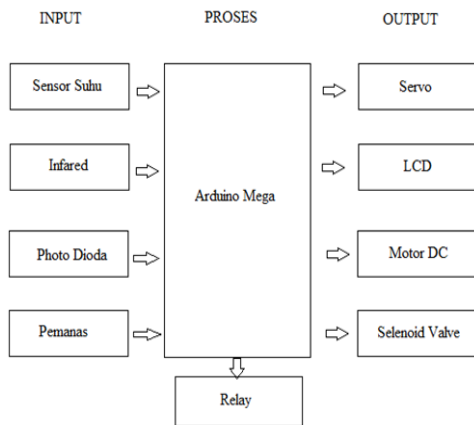 INPUT
PROSES
OUTPUT
Sensor Suhu
Servo
Infared
LCD
Arduino Mega
Photo Dioda
Motor DC
Pemanas
Selenoid Valve
Relay